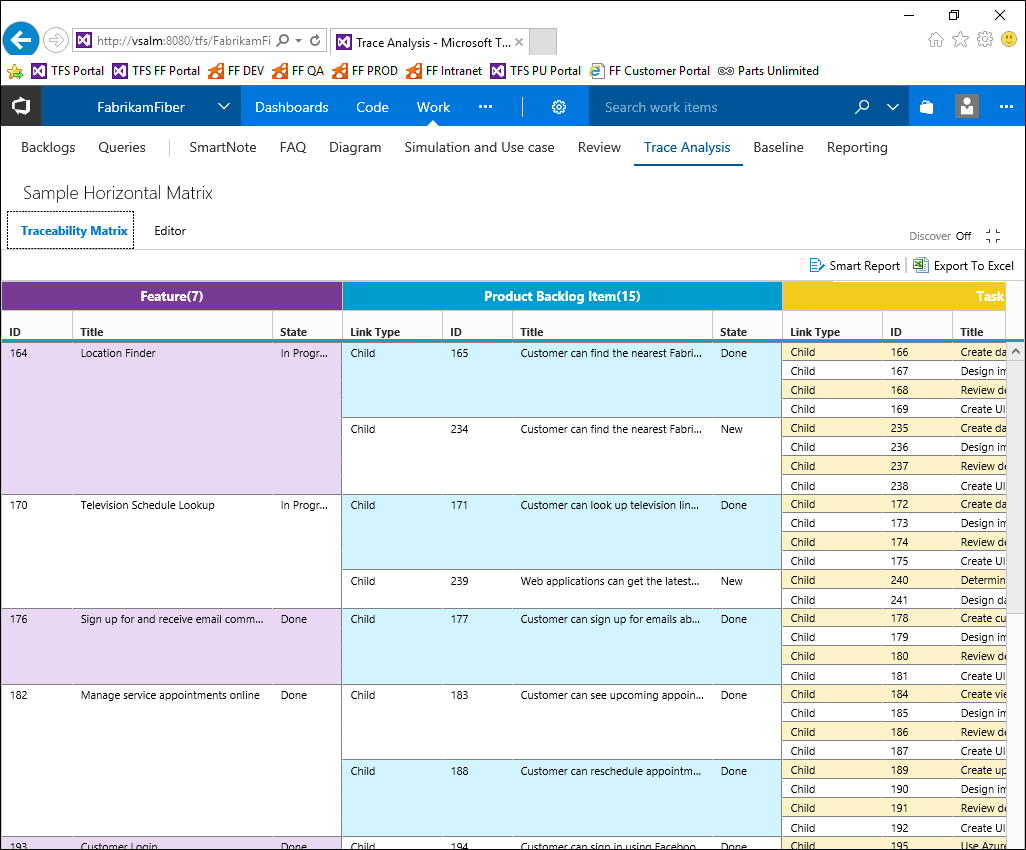 http://vsalm:8080/tfs/FabrikamFi
Trace Analysis - Microsoft T...
TFS Portal TFS FF Portal FF DEV FF QA FF PROD FF Intranet TFS PU Portal FF Customer Portal Parts Unlimited
FabrikamFiber Dashboards Code Work ... Search work items ...
Backlogs Queries SmartNote FAQ Diagram Simulation and Use case Review Trace Analysis Baseline Reporting
Sample Horizontal Matrix
Traceability Matrix Editor
Discover Off
Smart Report Export To Excel
Feature(7) Product Backlog Item(15) Task
ID Title State Link Type ID Title State Link Type ID Title
164 Location Finder In Progr... Child 165 Customer can find the nearest Fabri... Done Child 166 Create da
Child 167 Design im
Child 168 Review de
Child 169 Create UI
Child 234 Customer can find the nearest Fabri... New Child 235 Create da
Child 236 Design im
Child 237 Review de
Child 238 Create UI
170 Television Schedule Lookup In Progr... Child 171 Customer can look up television lin... Done Child 172 Create da
Child 173 Design im
Child 174 Review de
Child 175 Create UI
Child 239 Web applications can get the latest... New Child 240 Determin
Child 241 Design da
176 Sign up for and receive email comm... Done Child 177 Customer can sign up for emails ab... Done Child 178 Create cu
Child 179 Design im
Child 180 Review de
Child 181 Create UI
182 Manage service appointments online Done Child 183 Customer can see upcoming appoin... Done Child 184 Create vie
Child 185 Design im
Child 186 Review de
Child 187 Create UI
Child 188 Customer can reschedule appointm... Done Child 189 Create up
Child 190 Design im
Child 191 Review de
Child 192 Create UI
193 Customer Login Done Child 194 Customer can sign in using Faceboo... Done Child 195 Use Azure